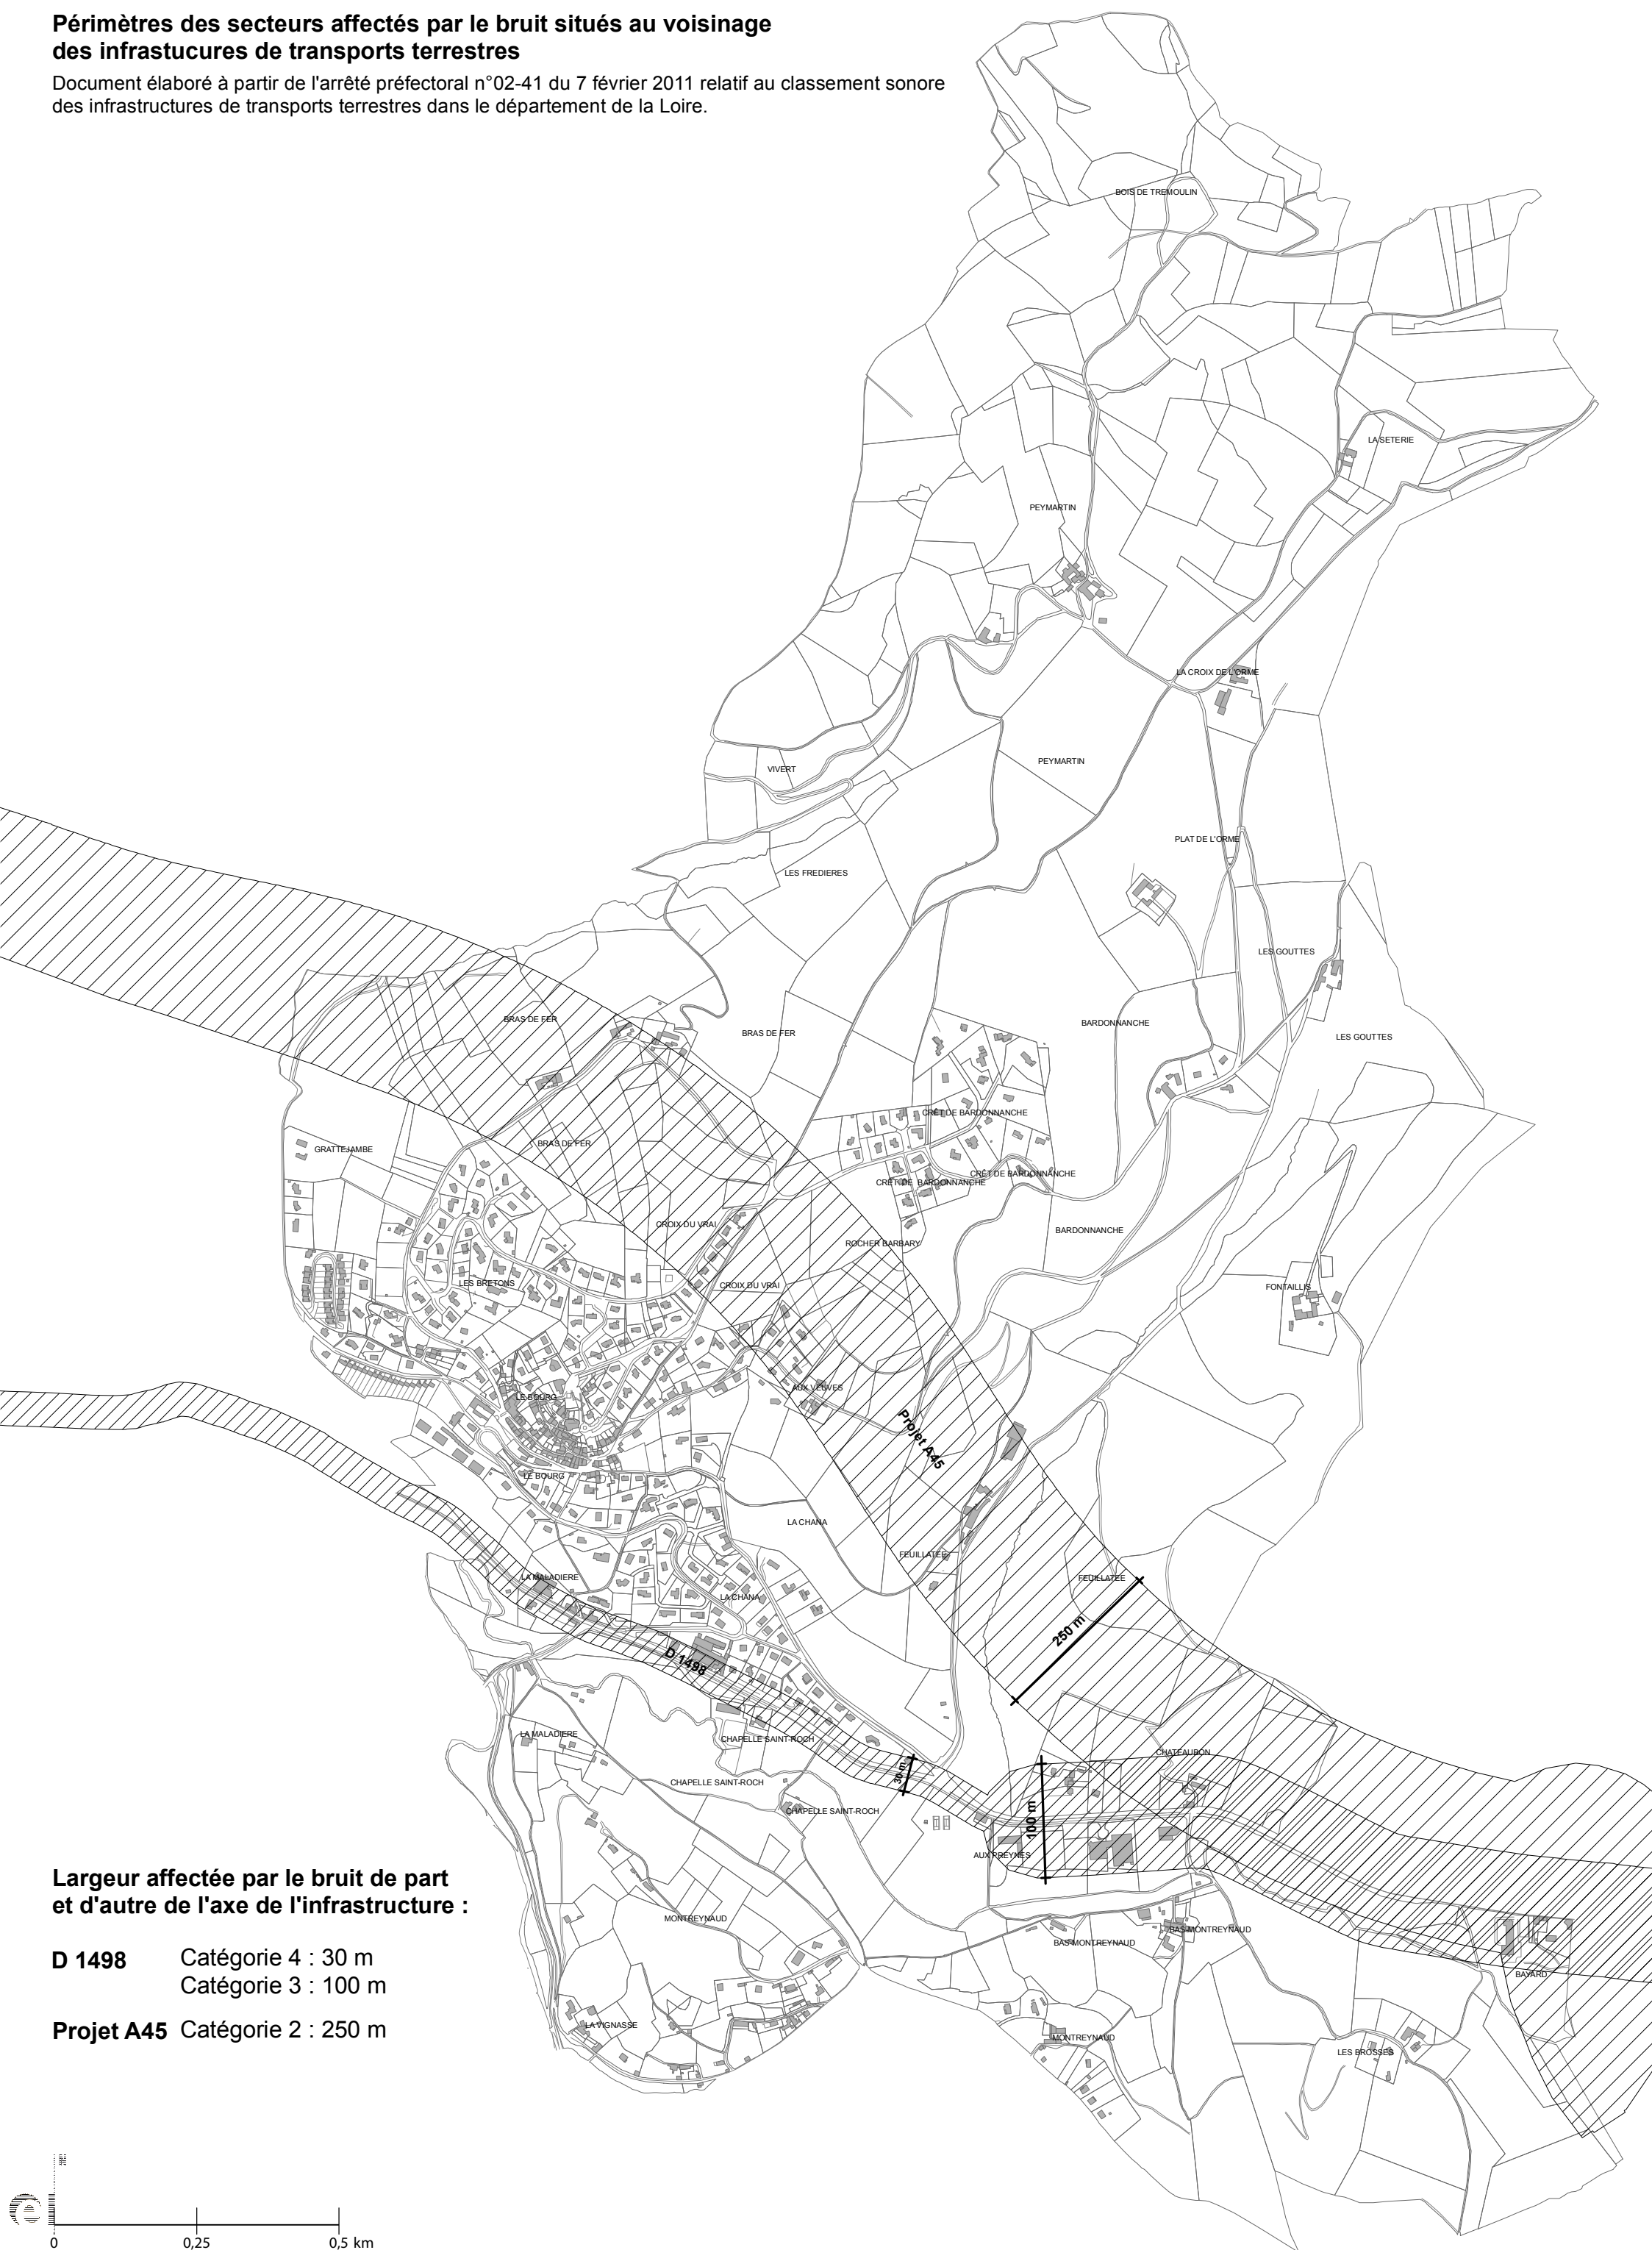 Périmètres des secteurs affectés par le bruit situés au voisinage
des infrastucures de transports terrestres
Document élaboré à partir de l'arrêté préfectoral n°02-41 du 7 février 2011 relatif au classement sonore
des infrastructures de transports terrestres dans le département de la Loire.
BOIS DE TREMOULIN
LA SETERIE
PEYMARTIN
LA CROIX DE L'ORME
PEYMARTIN
VIVERT
PLAT DE L'ORME
LES FREDIERES
LES GOUTTES
BRAS DE FER
BRAS DE FER
BARDONNANCHE
LES GOUTTES
CRÊT DE BARDONNANCHE
BRAS DE FER
GRATTEJAMBE
CRÊT DE BARDONNANCHE
CRÊT DE BARDONNANCHE
CROIX DU VRAI
BARDONNANCHE
ROCHER BARBARY
LES BRETONS
CROIX DU VRAI
FONTAILLIS
AUX VEUVES
LE BOURG
Projet A45
LE BOURG
LA CHANA
FEUILLATEE
LA MALADIERE
FEUILLATEE
LA CHANA
250 m
D 1498
LA MALADIERE
CHAPELLE SAINT-ROCH
CHATEAUBON
30 m
CHAPELLE SAINT-ROCH
CHAPELLE SAINT-ROCH
100 m
AUX PREYNES
Largeur affectée par le bruit de part
et d'autre de l'axe de l'infrastructure :
MONTREYNAUD
BAS-MONTREYNAUD
BAS-MONTREYNAUD
D 1498 Catégorie 4 : 30 m
Catégorie 3 : 100 m
BAYARD
Projet A45 Catégorie 2 : 250 m
LA VIGNASSE
MONTREYNAUD
LES BROSSES
0 0,25 0,5 km